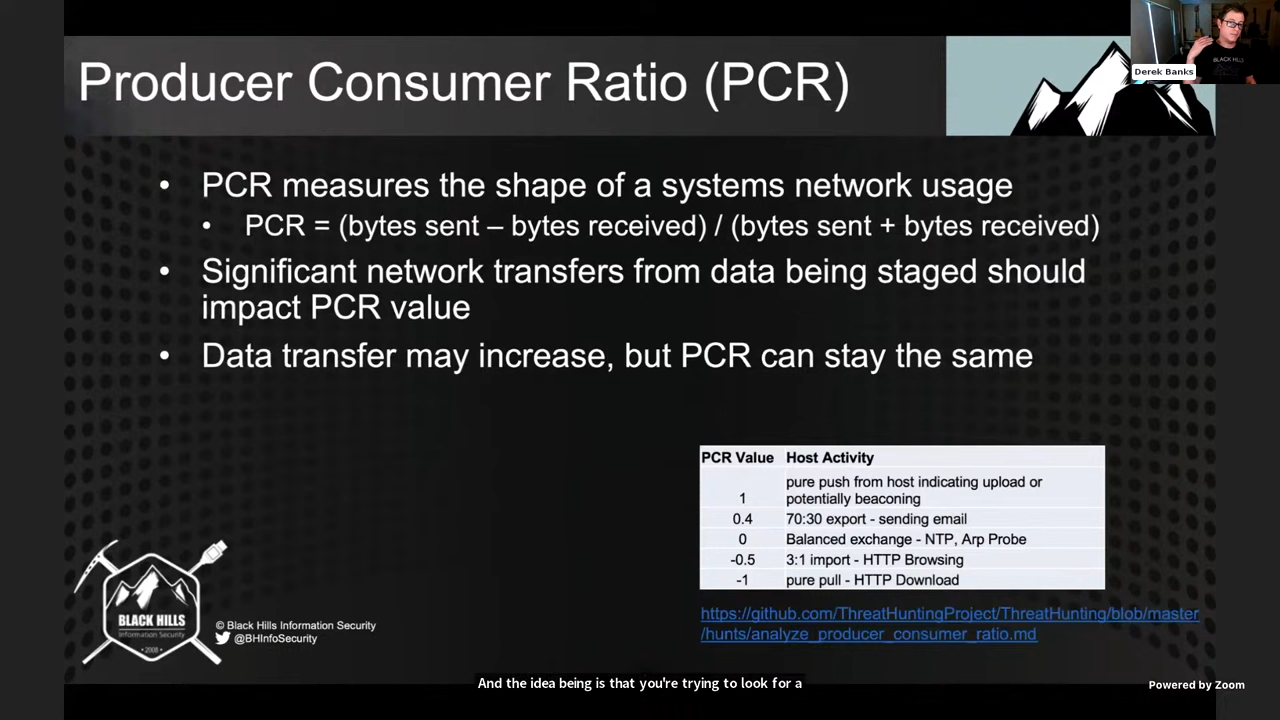 Producer Consumer Ratio (PCR)
BLACK HILLS
Derek Banks
• PCR measures the shape of a systems network usage
• PCR = (bytes sent – bytes received) / (bytes sent + bytes received)
• Significant network transfers from data being staged should
impact PCR value
• Data transfer may increase, but PCR can stay the same
PCR Value Host Activity
pure push from host indicating upload or
1 potentially beaconing
0.4 70:30 export - sending email
0 Balanced exchange - NTP, Arp Probe
-0.5 3:1 import - HTTP Browsing
-1 pure pull - HTTP Download
https://github.com/ThreatHuntingProject/ThreatHunting/blob/master
/hunts/analyze_producer_consumer_ratio.md
BLACK HILLS
Information Security
• 2008 •
© Black Hills Information Security
@BHInfoSecurity
And the idea being is that you're trying to look for a
Powered by Zoom